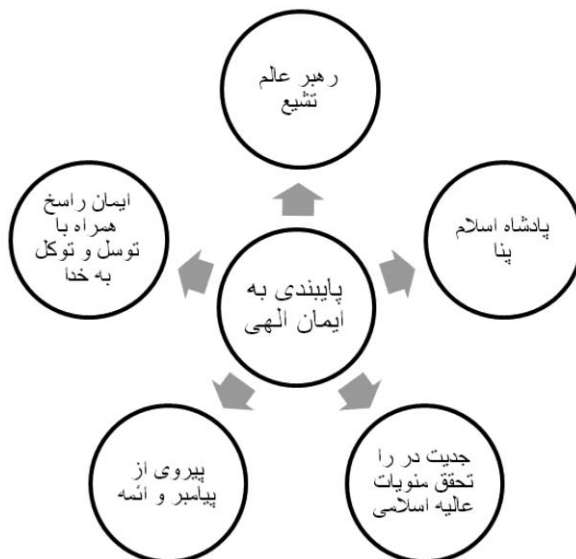 رهبر عالم
تشیع
پادشاه اسلام
پنا
جدیت در را
تحقق منویات
عالیه اسلامی
پیروی از
پیامبر و ائمه
ایمان راسخ
همراه با
توسل و توکل
به خدا
پایبندی به
ایمان الهی